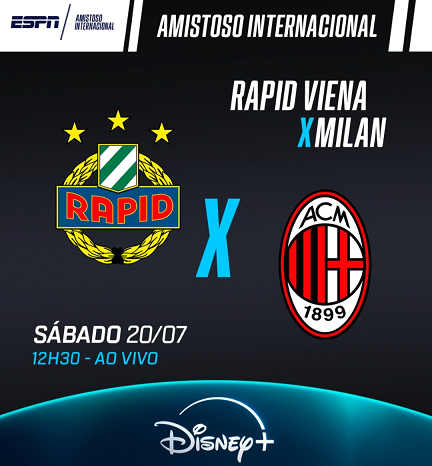 ESPN
AMISTOSO
INTERNACIONAL
AMISTOSO INTERNACIONAL
RAPID VIENA
X MILAN
RAPID
X
ACM
1899
SÁBADO 20/07
12H30 - AO VIVO
Disney+